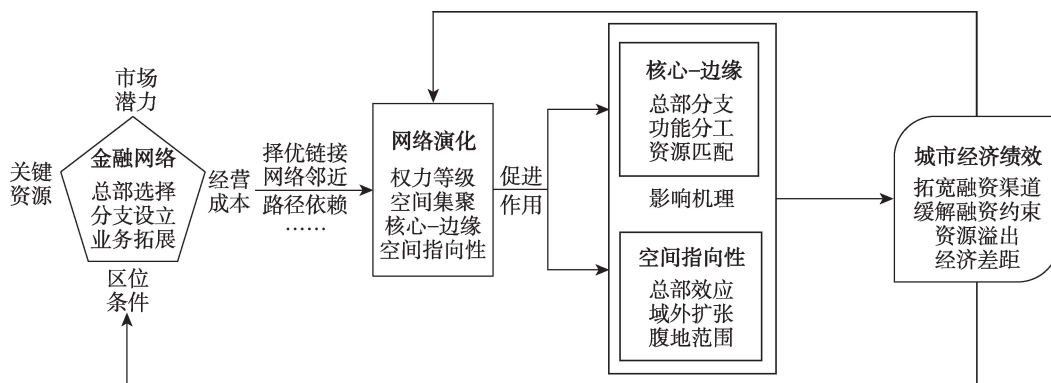 市场
潜力
关键
资源
金融网络
总部选择
分支设立
业务拓展
经营
成本
区位
条件
择优链接
网络邻近
路径依赖
……
网络演化
权力等级
空间集聚
核心–边缘
空间指向性
促进
作用
核心–边缘
总部分支
功能分工
资源匹配
影响机理
空间指向性
总部效应
域外扩张
腹地范围
城市经济绩效
拓宽融资渠道
缓解融资约束
资源溢出
经济差距